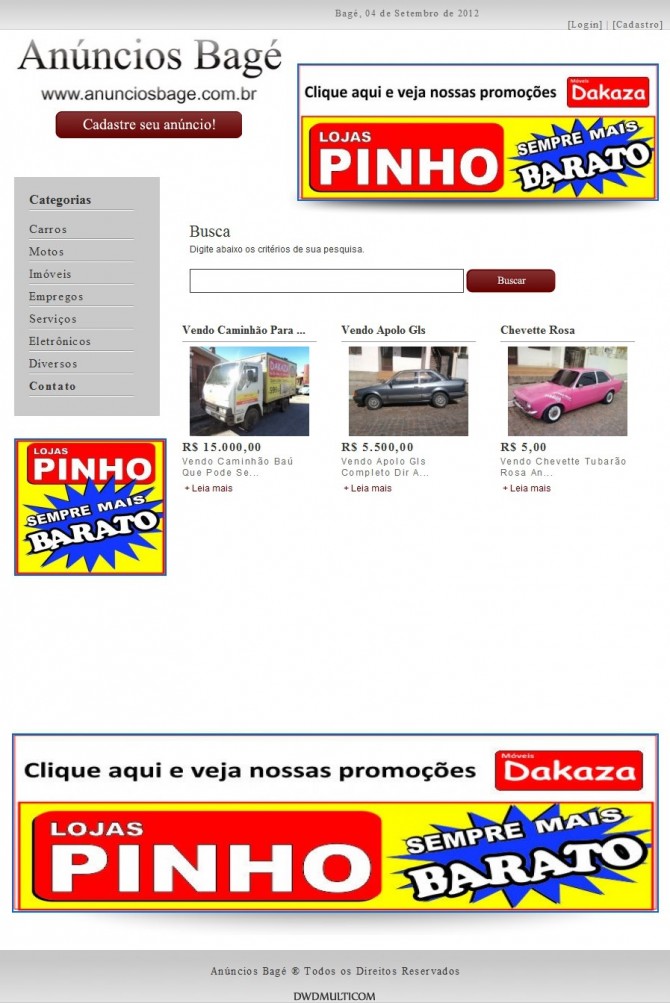 Bagé, 04 de Setembro de 2012
[Login] | [Cadastro]
Anúncios Bagé
www.anunciosbage.com.br
Cadastre seu anúncio!
Clique aqui e veja nossas promoções
Móveis
Dakaza
LOJAS
PINHO
SEMPRE MAIS
BARATO
Categorias
Carros
Motos
Imóveis
Empregos
Serviços
Eletrônicos
Diversos
Contato
Busca
Digite abaixo os critérios de sua pesquisa.
Buscar
Vendo Caminhão Para ...
DAKAZA
R$ 15.000,00
Vendo Caminhão Baú
Que Pode Se...
+ Leia mais
Vendo Apolo Gls
R$ 5.500,00
Vendo Apolo Gls
Completo Dir A...
+ Leia mais
Chevette Rosa
R$ 5,00
Vendo Chevette Tubarão
Rosa An...
+ Leia mais
LOJAS
PINHO
SEMPRE MAIS
BARATO
Clique aqui e veja nossas promoções
Móveis
Dakaza
LOJAS
PINHO
SEMPRE MAIS
BARATO
Anúncios Bagé ® Todos os Direitos Reservados
DWDMULTICOM